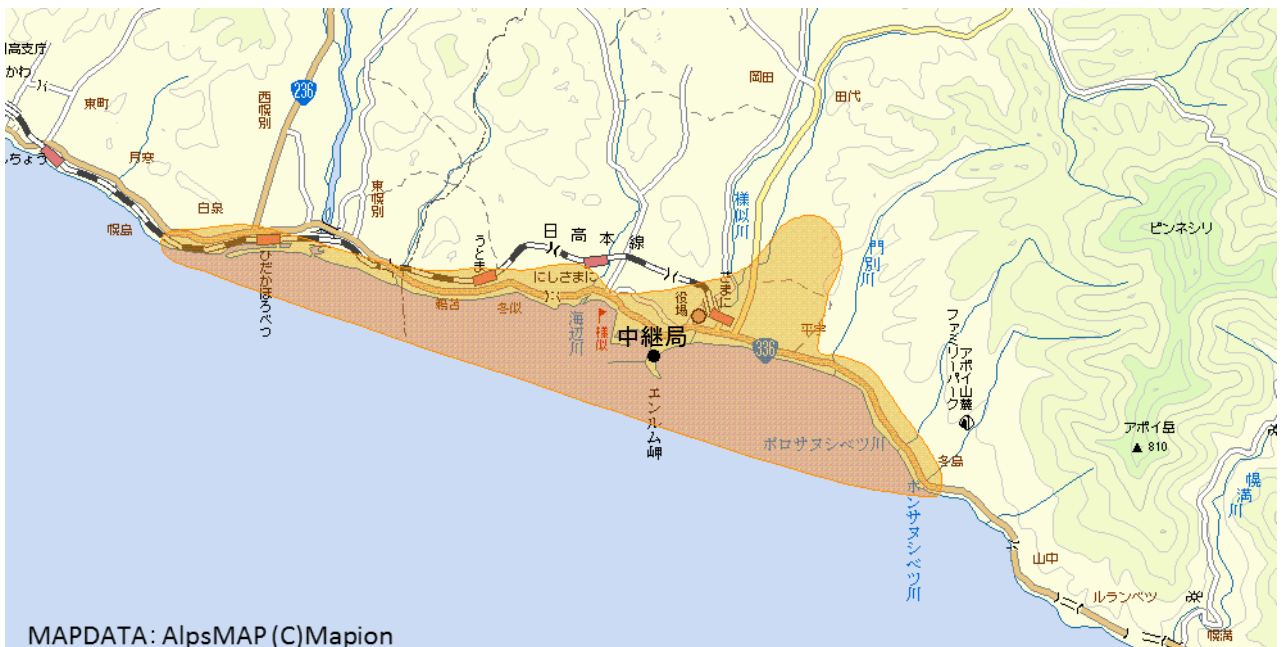 高支庁
かわ
東町
しちょう
月寒
西幌別
236
白泉
幌島
東幌別
ひだかほろべつ
うとま
日高本線
鵜苫
冬似
にしさまに
海辺川
様似
役場
さまに
様似川
岡田
田代
門別川
平宇
336
中継局
エンルム岬
ポロサヌシベツ川
ポンサヌシベツ川
冬島
アポイ山麓
ファミリーパーク
ピンネシリ
アポイ岳
▲ 810
幌満川
山中
ルランベツ
幌満
MAPDATA: AlpsMAP (C)Mapion